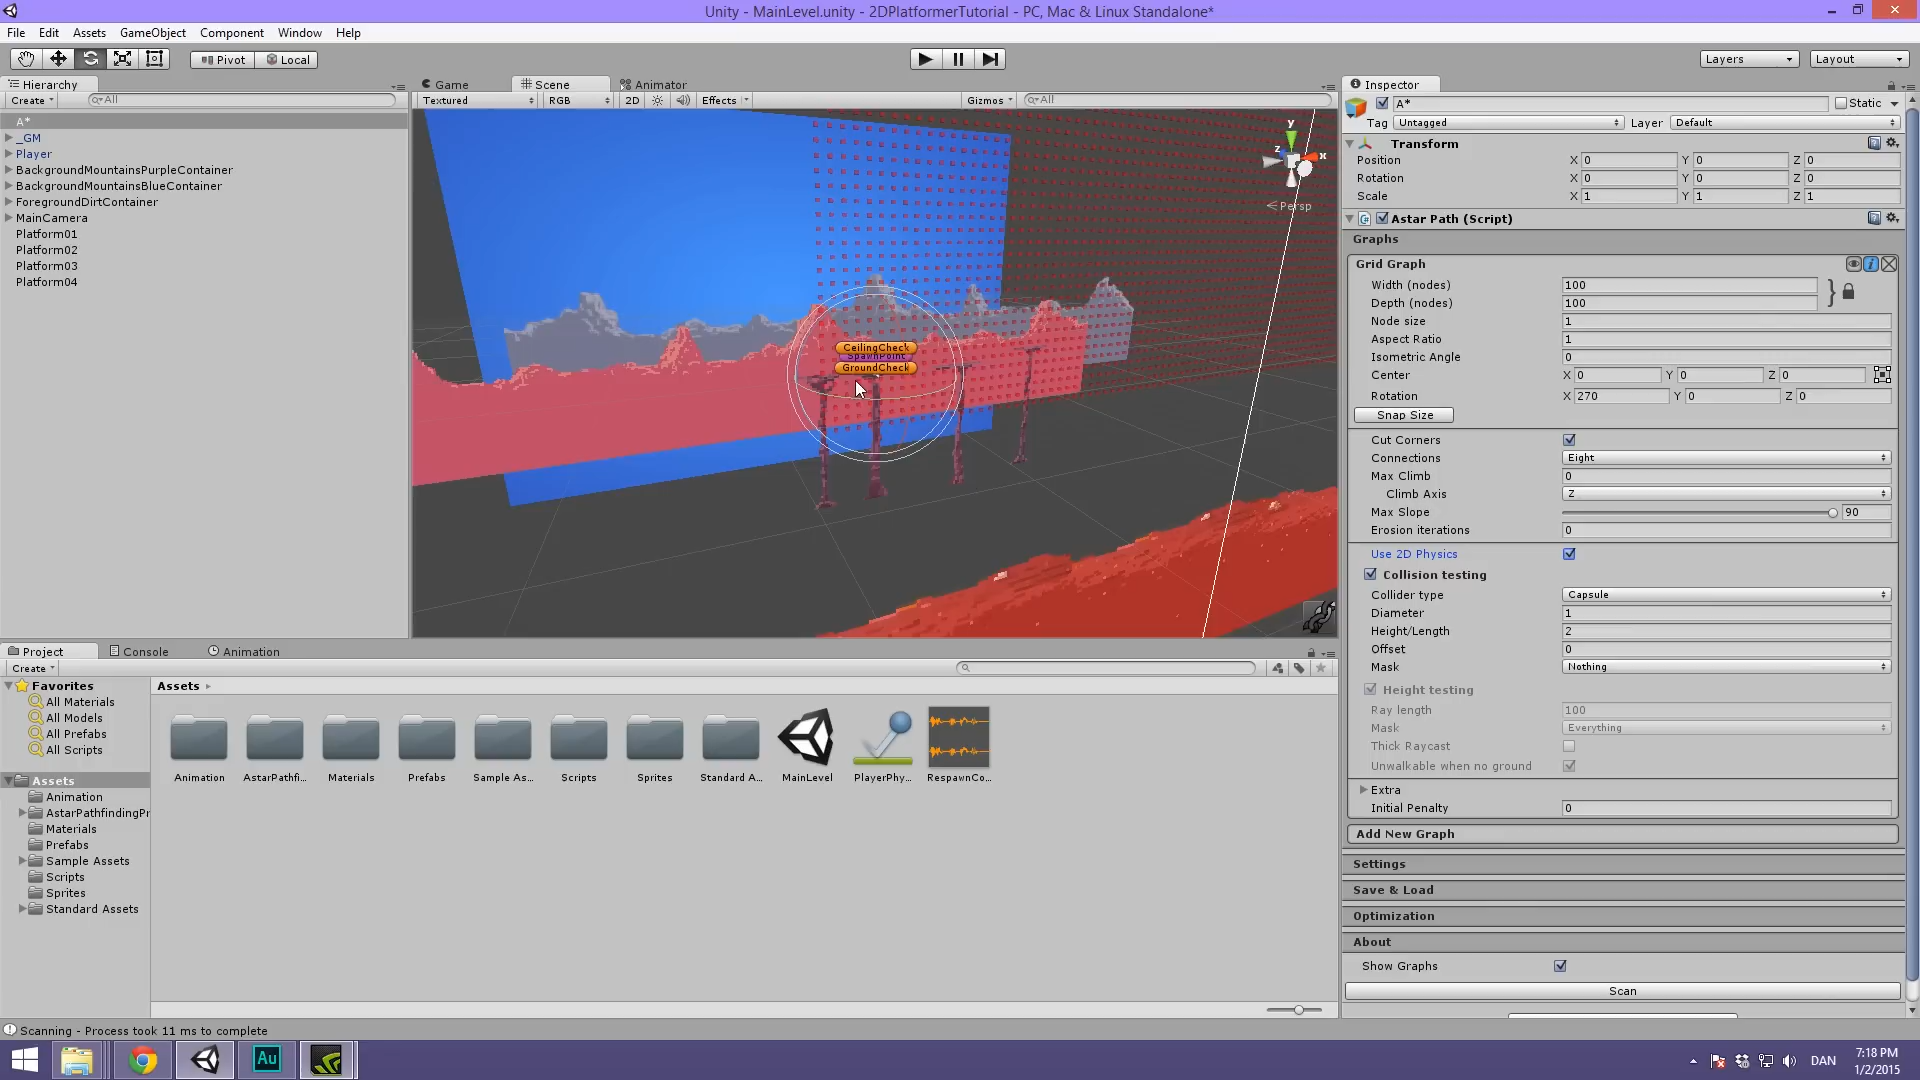 Unity - MainLevel.unity - 2DPlatformerTutorial - PC, Mac & Linux Standalone*
File Edit Assets GameObject Component Window Help
Pivot Local Layers Layout
Hierarchy
Create All
A*
_GM
Player
BackgroundMountainsPurpleContainer
BackgroundMountainsBlueContainer
ForegroundDirtContainer
MainCamera
Platform01
Platform02
Platform03
Platform04
Game Scene Animator
Textured RGB 2D Effects Gizmos All
y
z x
Persp
CeilingCheck
SpawnPoint
GroundCheck
Inspector
A* Static
Tag Untagged Layer Default
Transform
Position X 0 Y 0 Z 0
Rotation X 0 Y 0 Z 0
Scale X 1 Y 1 Z 1
Astar Path (Script)
Graphs
Grid Graph
Width (nodes) 100
Depth (nodes) 100
Node size 1
Aspect Ratio 1
Isometric Angle 0
Center X 0 Y 0 Z 0
Rotation X 270 Y 0 Z 0
Snap Size
Cut Corners
Connections Eight
Max Climb 0
Climb Axis Z
Max Slope 90
Erosion iterations 0
Use 2D Physics
Collision testing
Collider type Capsule
Diameter 1
Height/Length 2
Offset 0
Mask Nothing
Height testing
Ray length 100
Mask Everything
Thick Raycast
Unwalkable when no ground
Extra
Initial Penalty 0
Add New Graph
Settings
Save & Load
Optimization
About
Show Graphs
Scan
Project Console Animation
Create
Favorites
All Materials
All Models
All Prefabs
All Scripts
Assets
Animation
AstarPathfindingPr
Materials
Prefabs
Sample Assets
Scripts
Sprites
Standard Assets
Assets
Animation AstarPathfi... Materials Prefabs Sample As... Scripts Sprites Standard A... MainLevel PlayerPhy... RespawnCo...
Scanning - Process took 11 ms to complete
Au
DAN
7:18 PM
1/2/2015